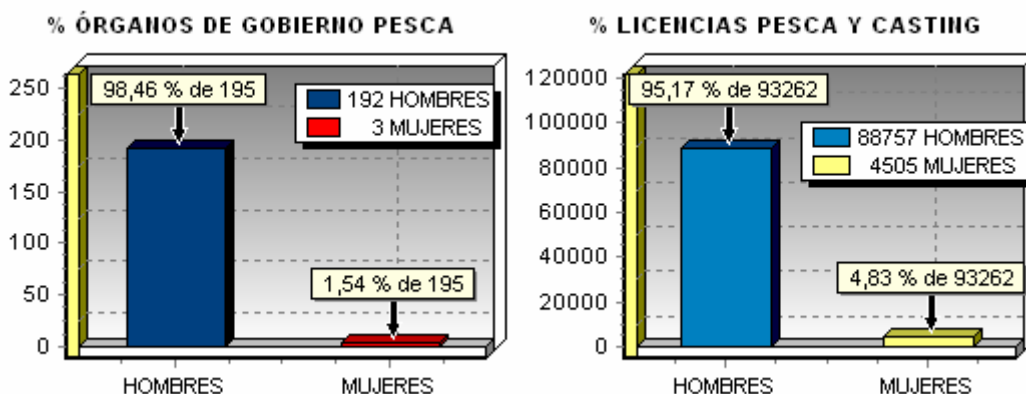 % ÓRGANOS DE GOBIERNO PESCA
250
200
150
100
50
0
98,46 % de 195
192 HOMBRES
3 MUJERES
1,54 % de 195
HOMBRES
MUJERES
% LICENCIAS PESCA Y CASTING
120000
100000
80000
60000
40000
20000
0
95,17 % de 93262
88757 HOMBRES
4505 MUJERES
4,83 % de 93262
HOMBRES
MUJERES